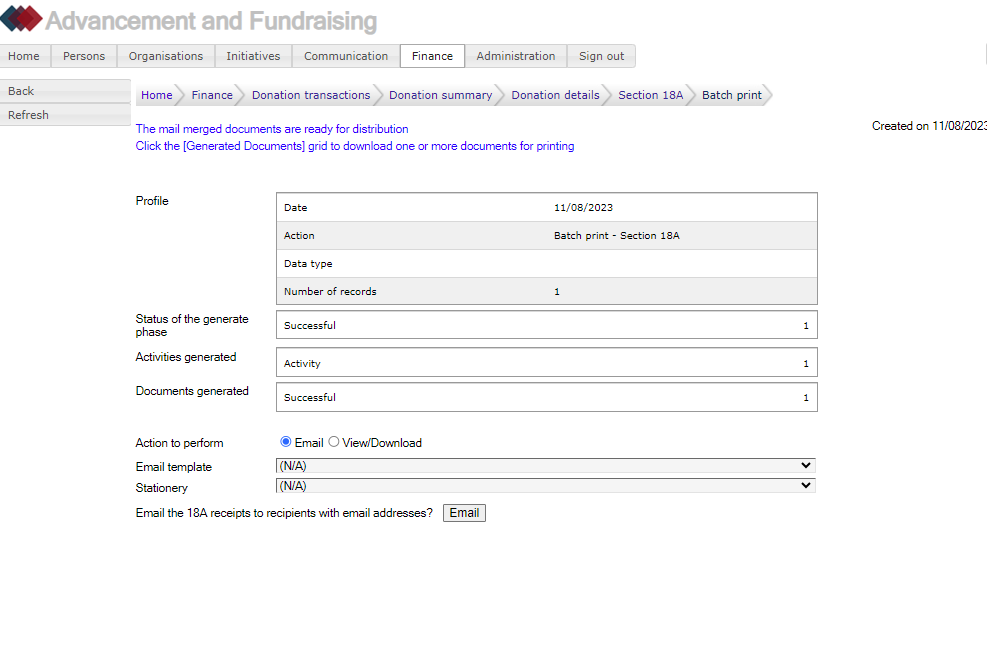 Advancement and Fundraising
Home Persons Organisations Initiatives Communication Finance Administration Sign out
Back
Refresh
Home Finance Donation transactions Donation summary Donation details Section 18A Batch print
The mail merged documents are ready for distribution
Click the [Generated Documents] grid to download one or more documents for printing
Created on 11/08/2023
Profile
Date 11/08/2023
Action Batch print - Section 18A
Data type
Number of records 1
Status of the generate
phase
Successful 1
Activities generated
Activity 1
Documents generated
Successful 1
Action to perform Email View/Download
Email template (N/A)
Stationery (N/A)
Email the 18A receipts to recipients with email addresses? Email